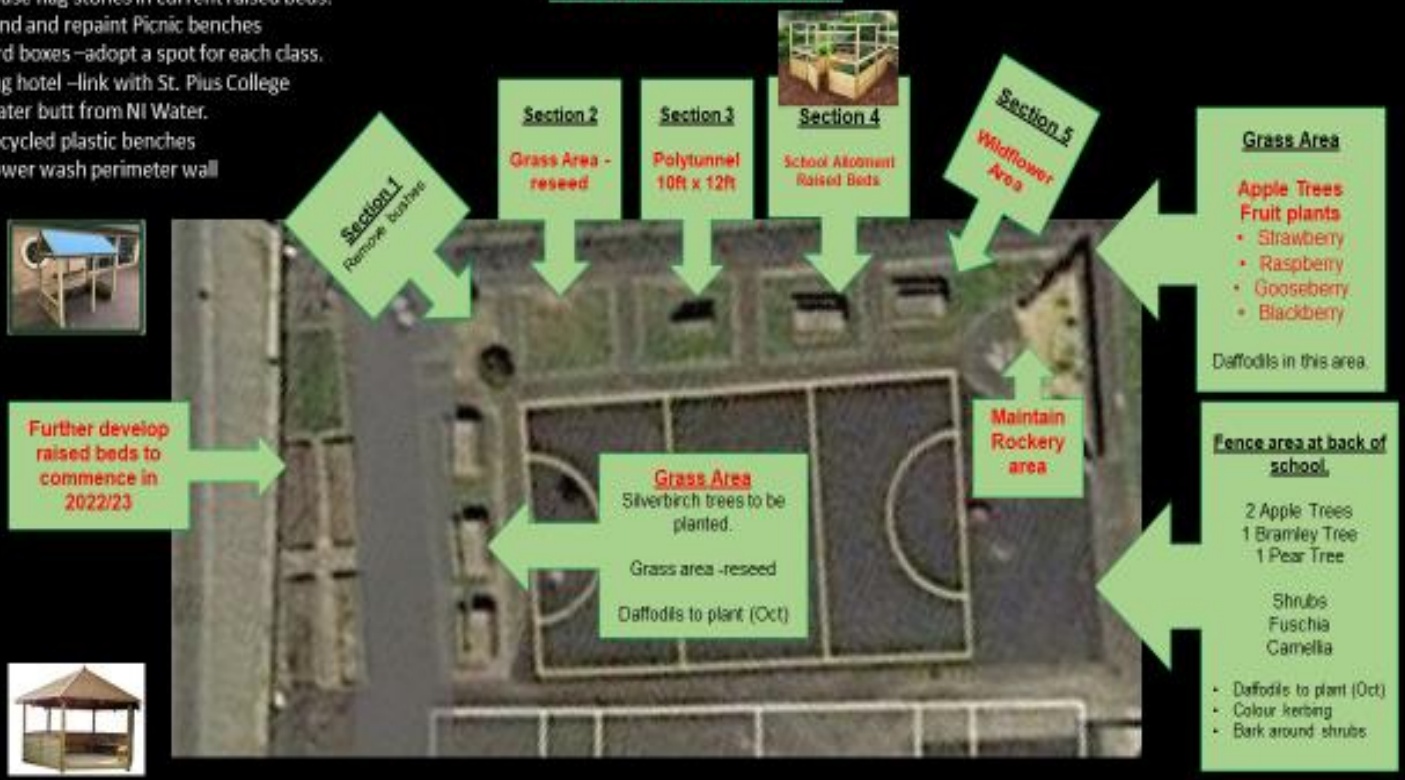 flag stones in current raised beds.
and repaint Picnic benches
boxes –adopt a spot for each class.
hotel –link with St. Pius College
butt from NI Water.
plastic benches
wash perimeter wall
Section 1
Remove bushes
Section 2
Grass Area -
reseed
Section 3
Polytunnel
10ft x 12ft
Section 4
School Allotment
Raised Beds
Section 5
Wildflower
Area
Grass Area
Apple Trees
Fruit plants
• Strawberry
• Raspberry
• Gooseberry
• Blackberry
Daffodils in this area.
Further develop
raised beds to
commence in
2022/23
Grass Area
Silverbirch trees to be
planted.
Grass area -reseed
Daffodils to plant (Oct)
Maintain
Rockery
area
Fence area at back of
school.
2 Apple Trees
1 Bramley Tree
1 Pear Tree
Shrubs
Fuschia
Camellia
• Daffodils to plant (Oct)
• Colour kerbing
• Bark around shrubs